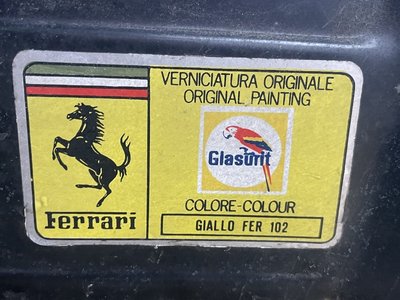 VERNICIATURA ORIGINALE
ORIGINAL PAINTING
Glasurit
COLORE-COLOUR
GIALLO FER 102
Ferrari